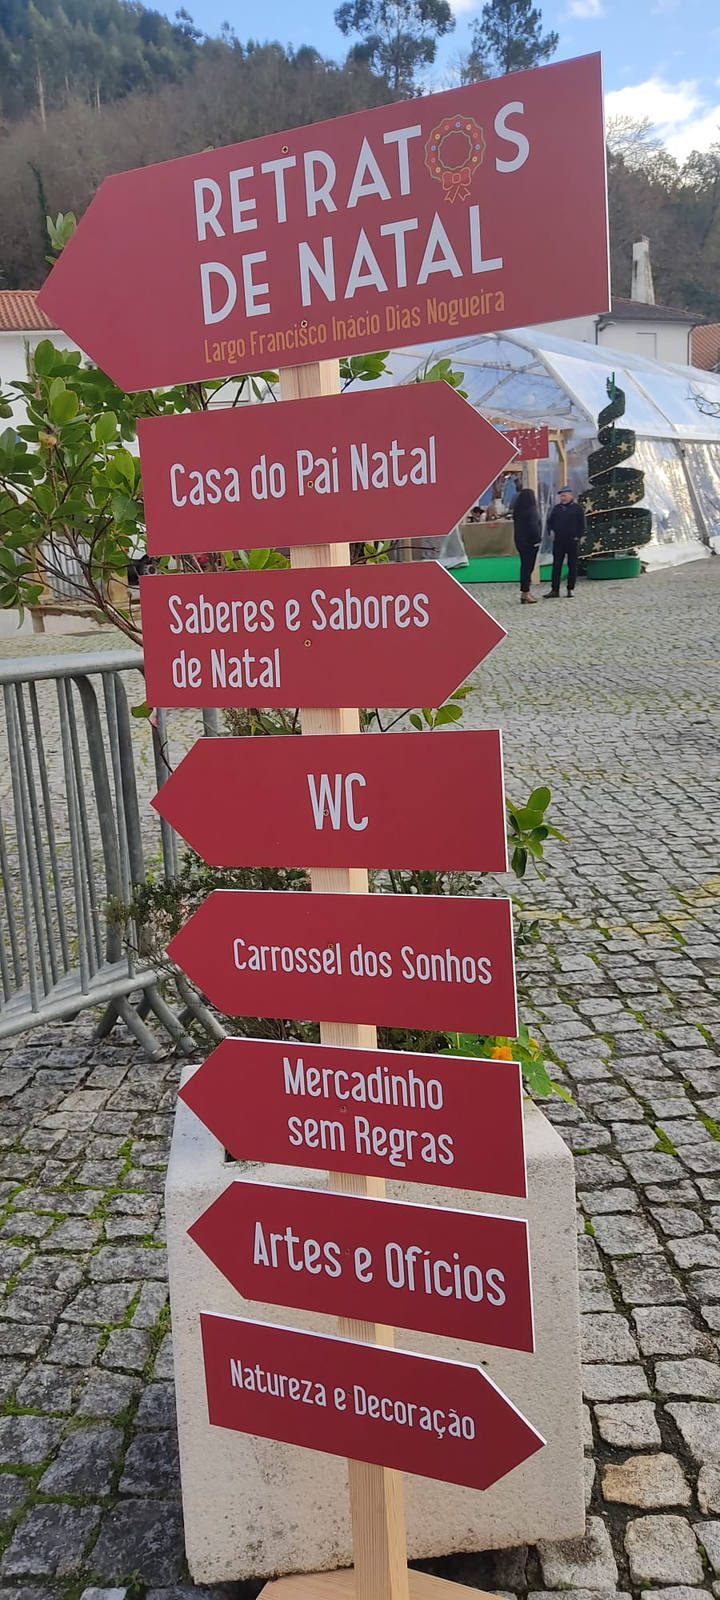 RETRATOS
DE NATAL
Largo Francisco Inácio Dias Nogueira
Casa do Pai Natal
Saberes e Sabores
de Natal
WC
Carrossel dos Sonhos
Mercadinho
sem Regras
Artes e Ofícios
Natureza e Decoração